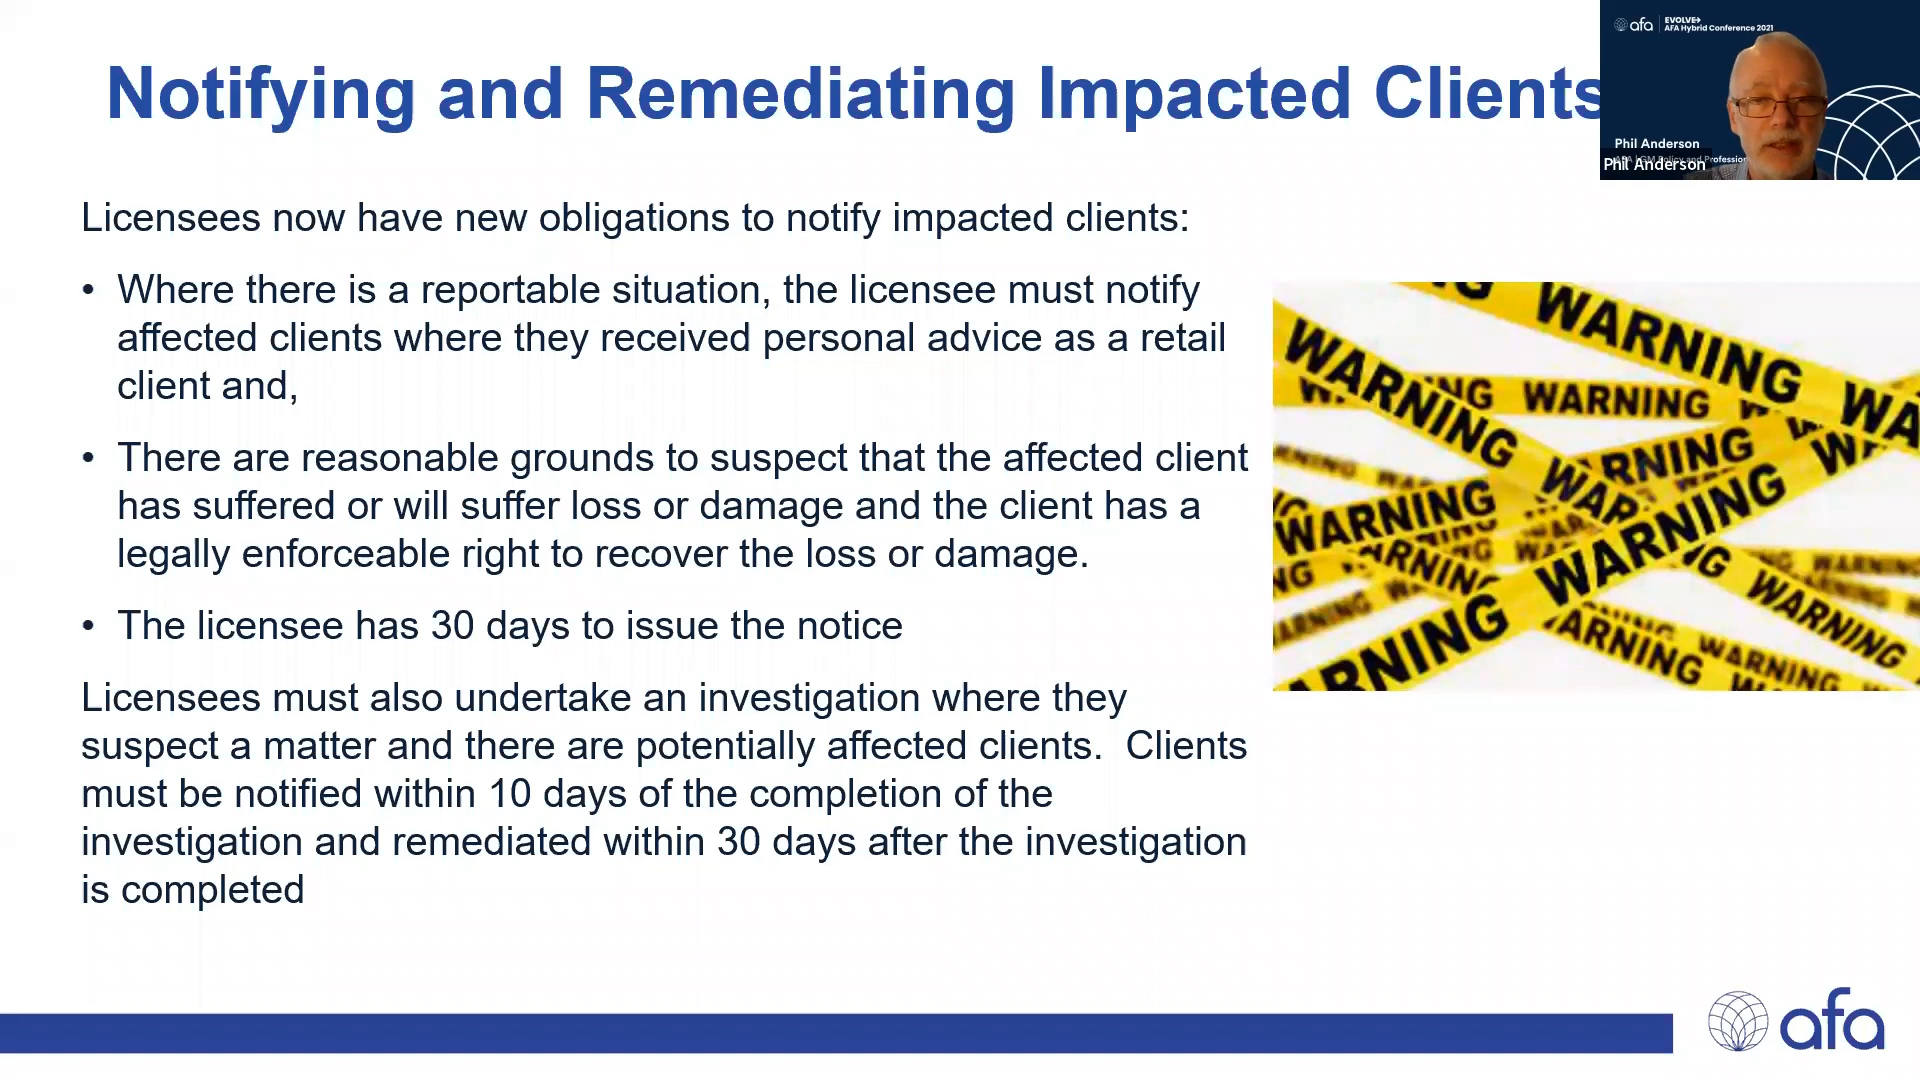 Notifying and Remediating Impacted Clients
afa
EVOLVE
AFA Hybrid Conference 2021
Phil Anderson
Phil Anderson
Licensees now have new obligations to notify impacted clients:
• Where there is a reportable situation, the licensee must notify
affected clients where they received personal advice as a retail
client and,
• There are reasonable grounds to suspect that the affected client
has suffered or will suffer loss or damage and the client has a
legally enforceable right to recover the loss or damage.
• The licensee has 30 days to issue the notice
Licensees must also undertake an investigation where they
suspect a matter and there are potentially affected clients. Clients
must be notified within 10 days of the completion of the
investigation and remediated within 30 days after the investigation
is completed
WARNING
WARNING
WARNING
WARNING
WARNING
WARNING
WARNING
WARNING
afa